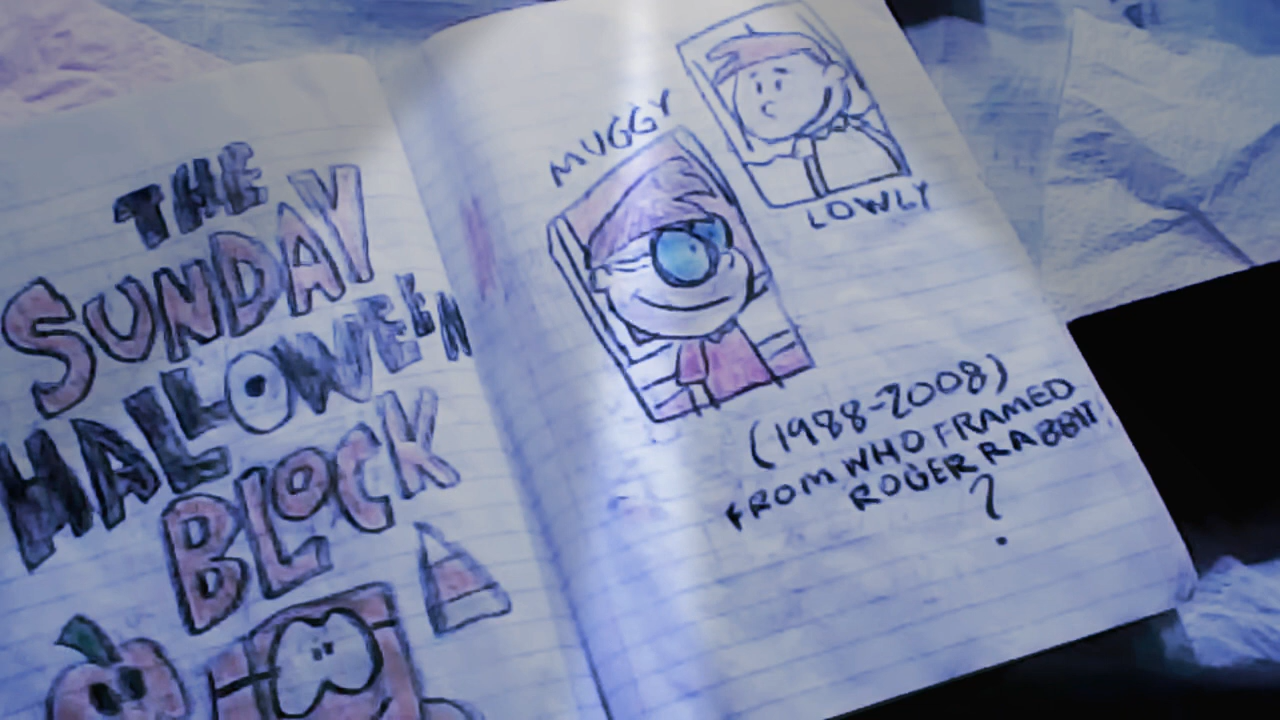 THE
SUNDAY
HALLOWEEN
BLOCK
MUGGY
LOWLY
(1988-2008)
FROM WHO FRAMED
ROGER RABBIT
?